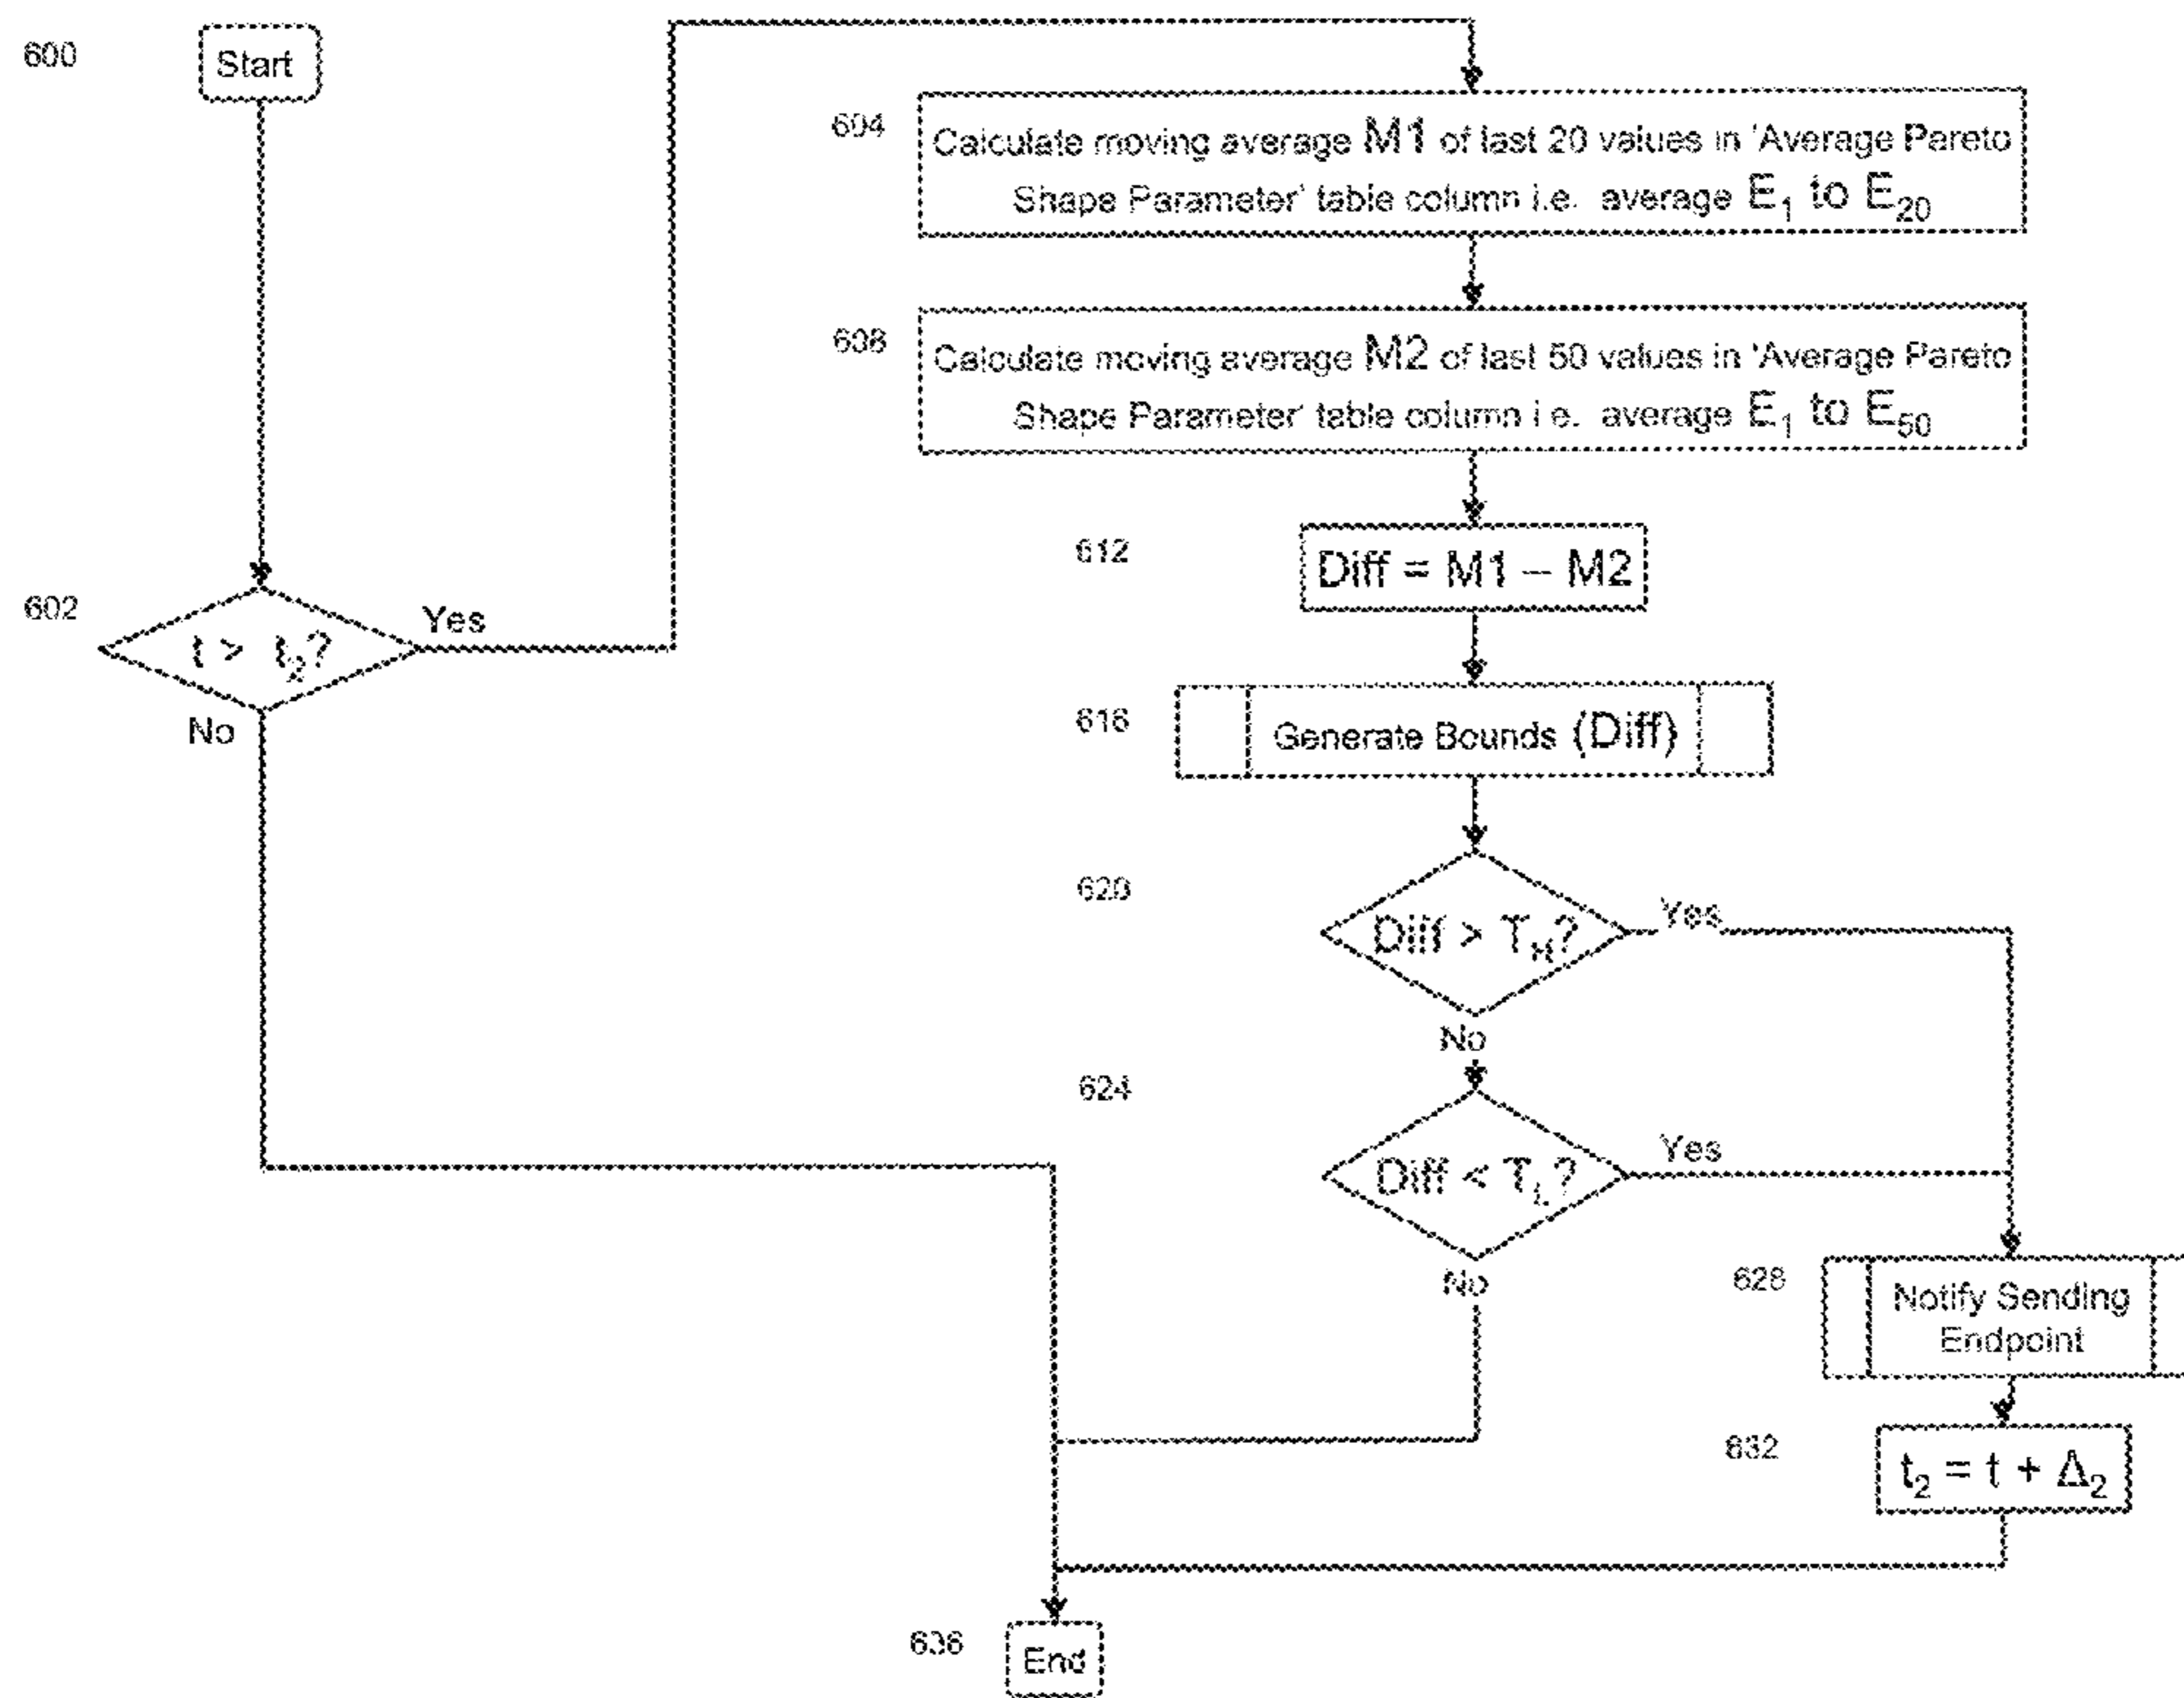 600
Start
604
Calculate moving average M1 of last 20 values in 'Average Pareto
Shape Parameter' table column i.e. average E₁ to E₂₀
608
Calculate moving average M2 of last 50 values in 'Average Pareto
Shape Parameter' table column i.e. average E₁ to E₅₀
612
Diff = M1 – M2
602
t > t₂?
Yes
No
616
Generate Bounds (Diff)
620
Diff > T_H?
Yes
No
624
Diff < T_L?
Yes
No
628
Notify Sending
Endpoint
632
t₂ = t + Δ₂
636
End